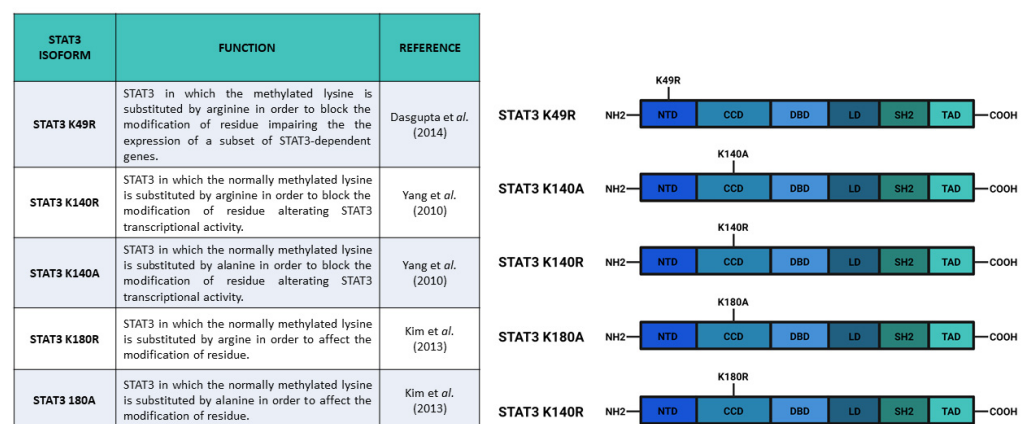 STAT3
ISOFORM
FUNCTION
REFERENCE
STAT3 K49R
STAT3 in which the methylated lysine is
substituted by arginine in order to block the
modification of residue impairing the the
expression of a subset of STAT3-dependent
genes.
Dasgupta et al.
(2014)
STAT3 K140R
STAT3 in which the normally methylated lysine
is substituted by arginine in order to block the
modification of residue altering STAT3
transcriptional activity.
Yang et al.
(2010)
STAT3 K140A
STAT3 in which the normally methylated lysine
is substituted by alanine in order to block the
modification of residue altering STAT3
transcriptional activity.
Yang et al.
(2010)
STAT3 K180R
STAT3 in which the normally methylated lysine
is substituted by argine in order to affect the
modification of residue.
Kim et al.
(2013)
STAT3 180A
STAT3 in which the normally methylated lysine
is substituted by alanine in order to affect the
modification of residue.
Kim et al.
(2013)
K49R
STAT3 K49R NH2 NTD CCD DBD LD SH2 TAD COOH
K140A
STAT3 K140A NH2 NTD CCD DBD LD SH2 TAD COOH
K140R
STAT3 K140R NH2 NTD CCD DBD LD SH2 TAD COOH
K180A
STAT3 K180A NH2 NTD CCD DBD LD SH2 TAD COOH
K180R
STAT3 K140R NH2 NTD CCD DBD LD SH2 TAD COOH